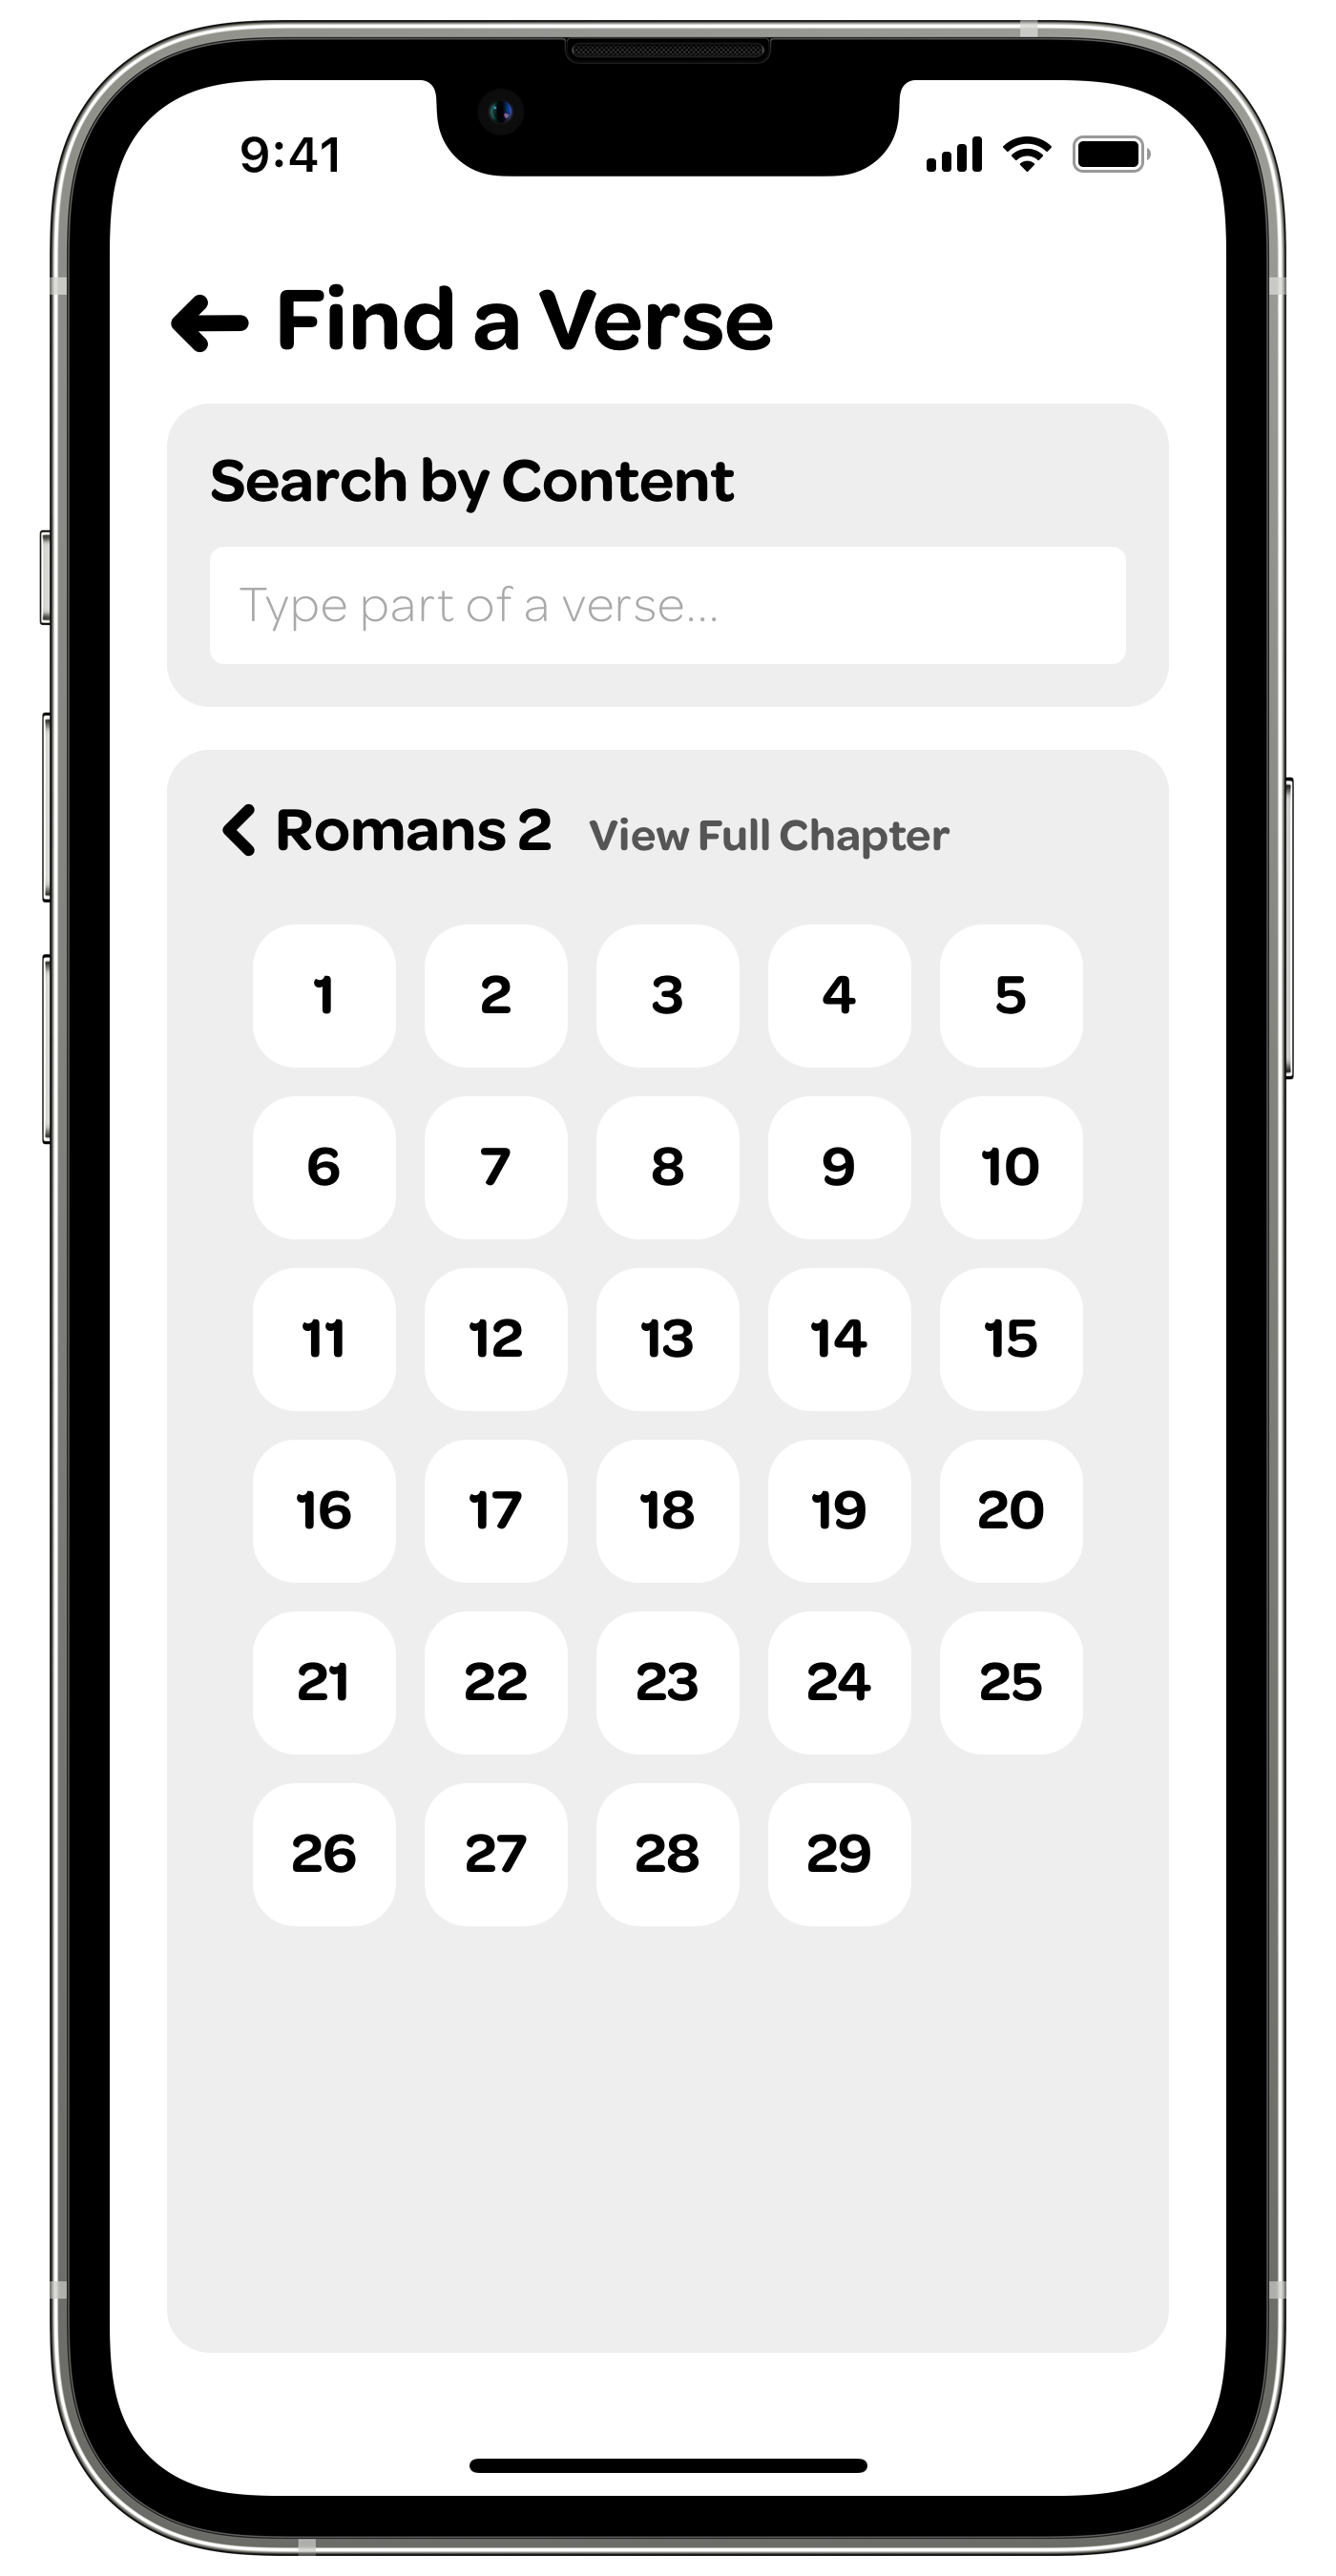 9:41
Find a Verse
Search by Content
Type part of a verse...
Romans 2 View Full Chapter
1 2 3 4 5
6 7 8 9 10
11 12 13 14 15
16 17 18 19 20
21 22 23 24 25
26 27 28 29